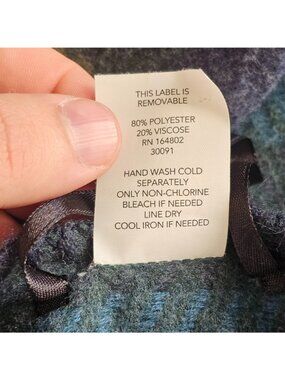 THIS LABEL IS
REMOVABLE
80% POLYESTER
20% VISCOSE
RN 164802
30091
HAND WASH COLD
SEPARATELY
ONLY NON-CHLORINE
BLEACH IF NEEDED
LINE DRY
COOL IRON IF NEEDED